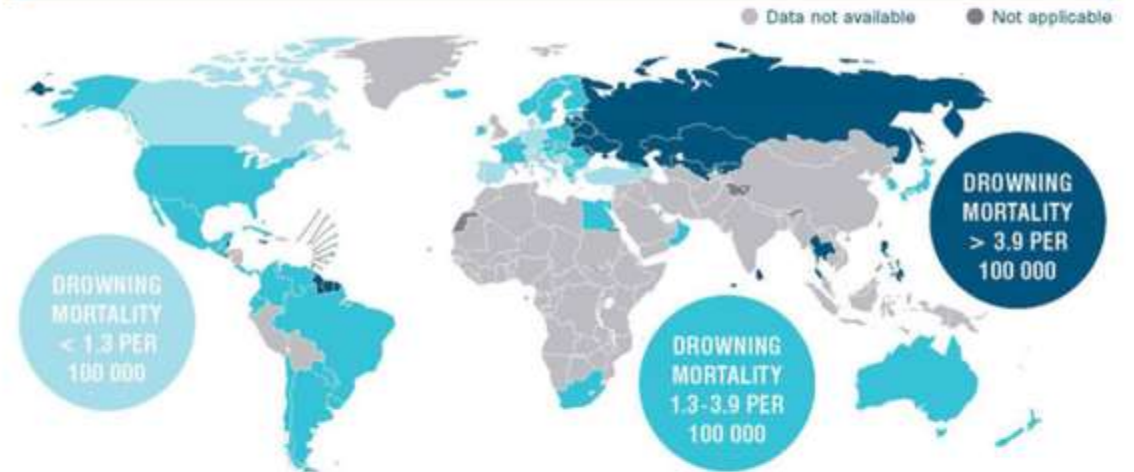 Data not available
Not applicable
DROWNING
MORTALITY
< 1.3 PER
100 000
DROWNING
MORTALITY
1.3-3.9 PER
100 000
DROWNING
MORTALITY
> 3.9 PER
100 000